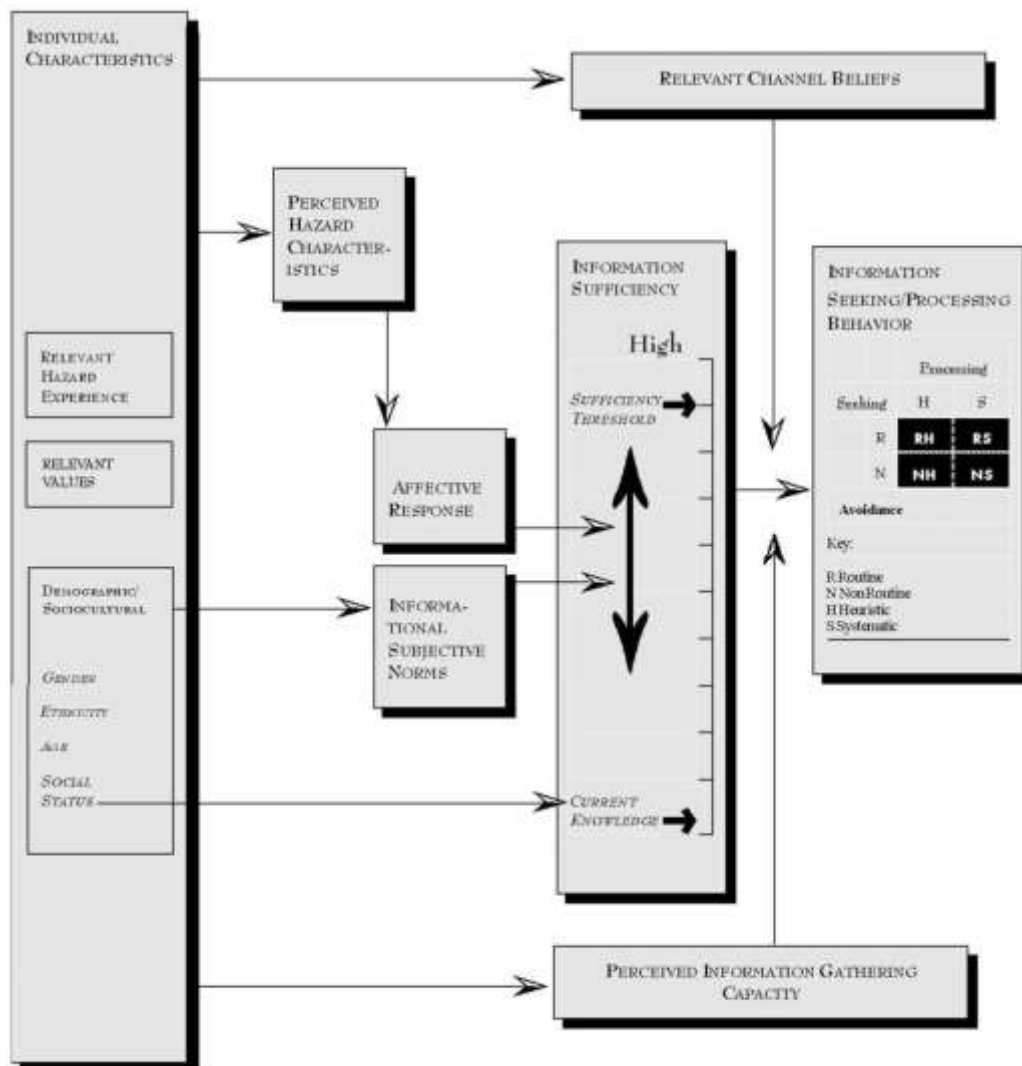 INDIVIDUAL
CHARACTERISTICS
RELEVANT
HAZARD
EXPERIENCE
RELEVANT
VALUES
DEMOGRAPHIC/
SOCIOCULTURAL
GENDER
ETHNICITY
AGE
SOCIAL
STATUS
RELEVANT CHANNEL BELIEFS
PERCEIVED
HAZARD
CHARACTER-
ISTICS
AFFECTIVE
RESPONSE
INFORMA-
TIONAL
SUBJECTIVE
NORMS
INFORMATION
SUFFICIENCY
High
SUFFICIENCY
THRESHOLD
CURRENT
KNOWLEDGE
PERCEIVED INFORMATION GATHERING
CAPACITY
INFORMATION
SEEKING/PROCESSING
BEHAVIOR
Processing
Seeking H S
R RH RS
N NH NS
Avoidance
Key:
R Routine
N Non Routine
H Heuristic
S Systematic